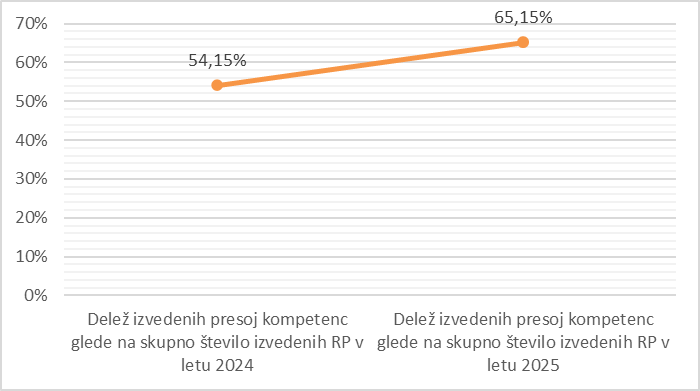 70%
65,15%
60%
54,15%
50%
40%
30%
20%
10%
0%
Delež izvedenih presoj kompetenc
glede na skupno število izvedenih RP v
letu 2024
Delež izvedenih presoj kompetenc
glede na skupno število izvedenih RP v
letu 2025